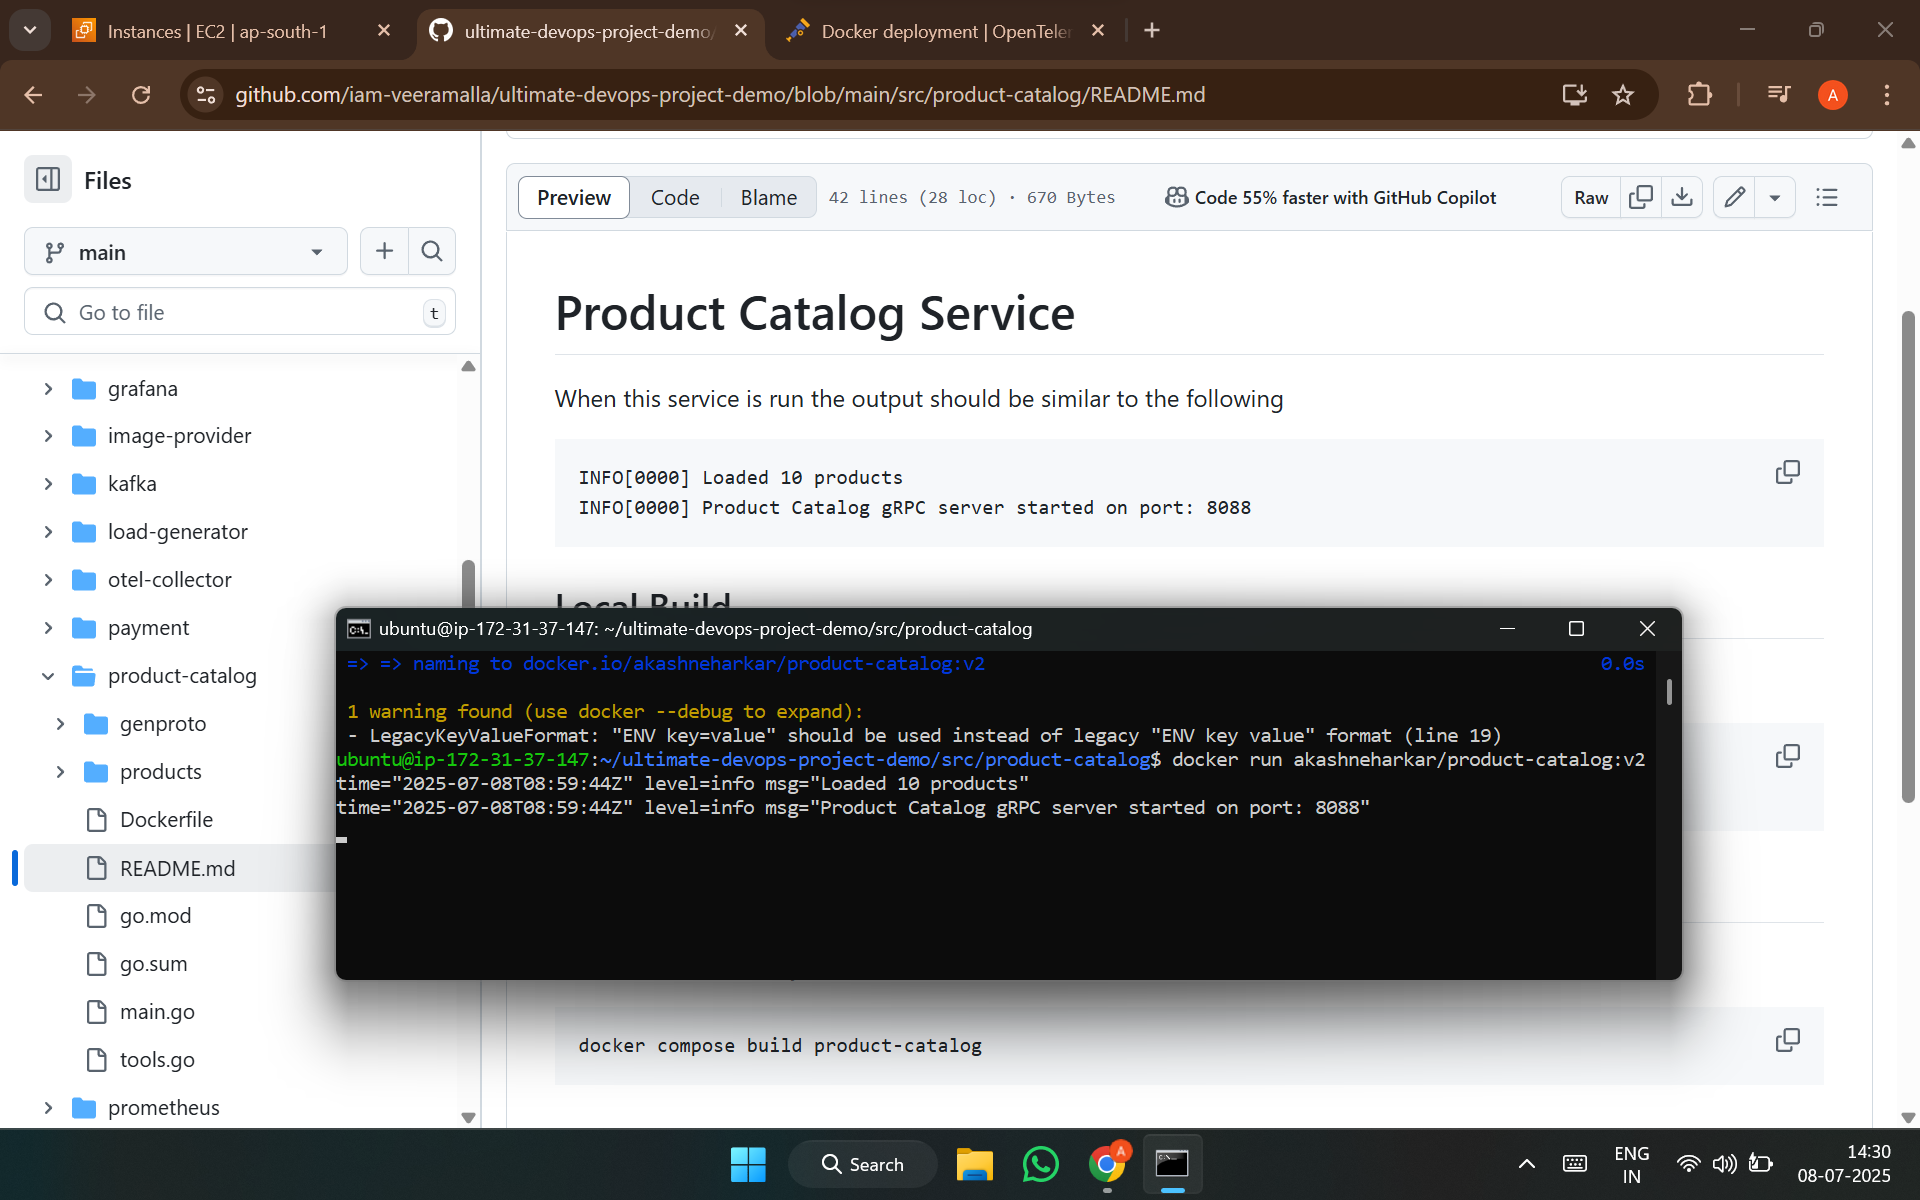 Instances | EC2 | ap-south-1
ultimate-devops-project-demo/
Docker deployment | OpenTele
github.com/iam-veeramalla/ultimate-devops-project-demo/blob/main/src/product-catalog/README.md
A
Files
main
Go to file
t
grafana
image-provider
kafka
load-generator
otel-collector
payment
product-catalog
genproto
products
Dockerfile
README.md
go.mod
go.sum
main.go
tools.go
prometheus
Preview
Code
Blame
42 lines (28 loc) · 670 Bytes
Code 55% faster with GitHub Copilot
Raw
Product Catalog Service
When this service is run the output should be similar to the following
INFO[0000] Loaded 10 products
INFO[0000] Product Catalog gRPC server started on port: 8088
Local Build
ubuntu@ip-172-31-37-147: ~/ultimate-devops-project-demo/src/product-catalog
=> => naming to docker.io/akashneharkar/product-catalog:v2 0.0s
1 warning found (use docker --debug to expand):
- LegacyKeyValueFormat: "ENV key=value" should be used instead of legacy "ENV key value" format (line 19)
ubuntu@ip-172-31-37-147:~/ultimate-devops-project-demo/src/product-catalog$ docker run akashneharkar/product-catalog:v2
time="2025-07-08T08:59:44Z" level=info msg="Loaded 10 products"
time="2025-07-08T08:59:44Z" level=info msg="Product Catalog gRPC server started on port: 8088"
docker compose build product-catalog
Search
A
ENG
IN
14:30
08-07-2025